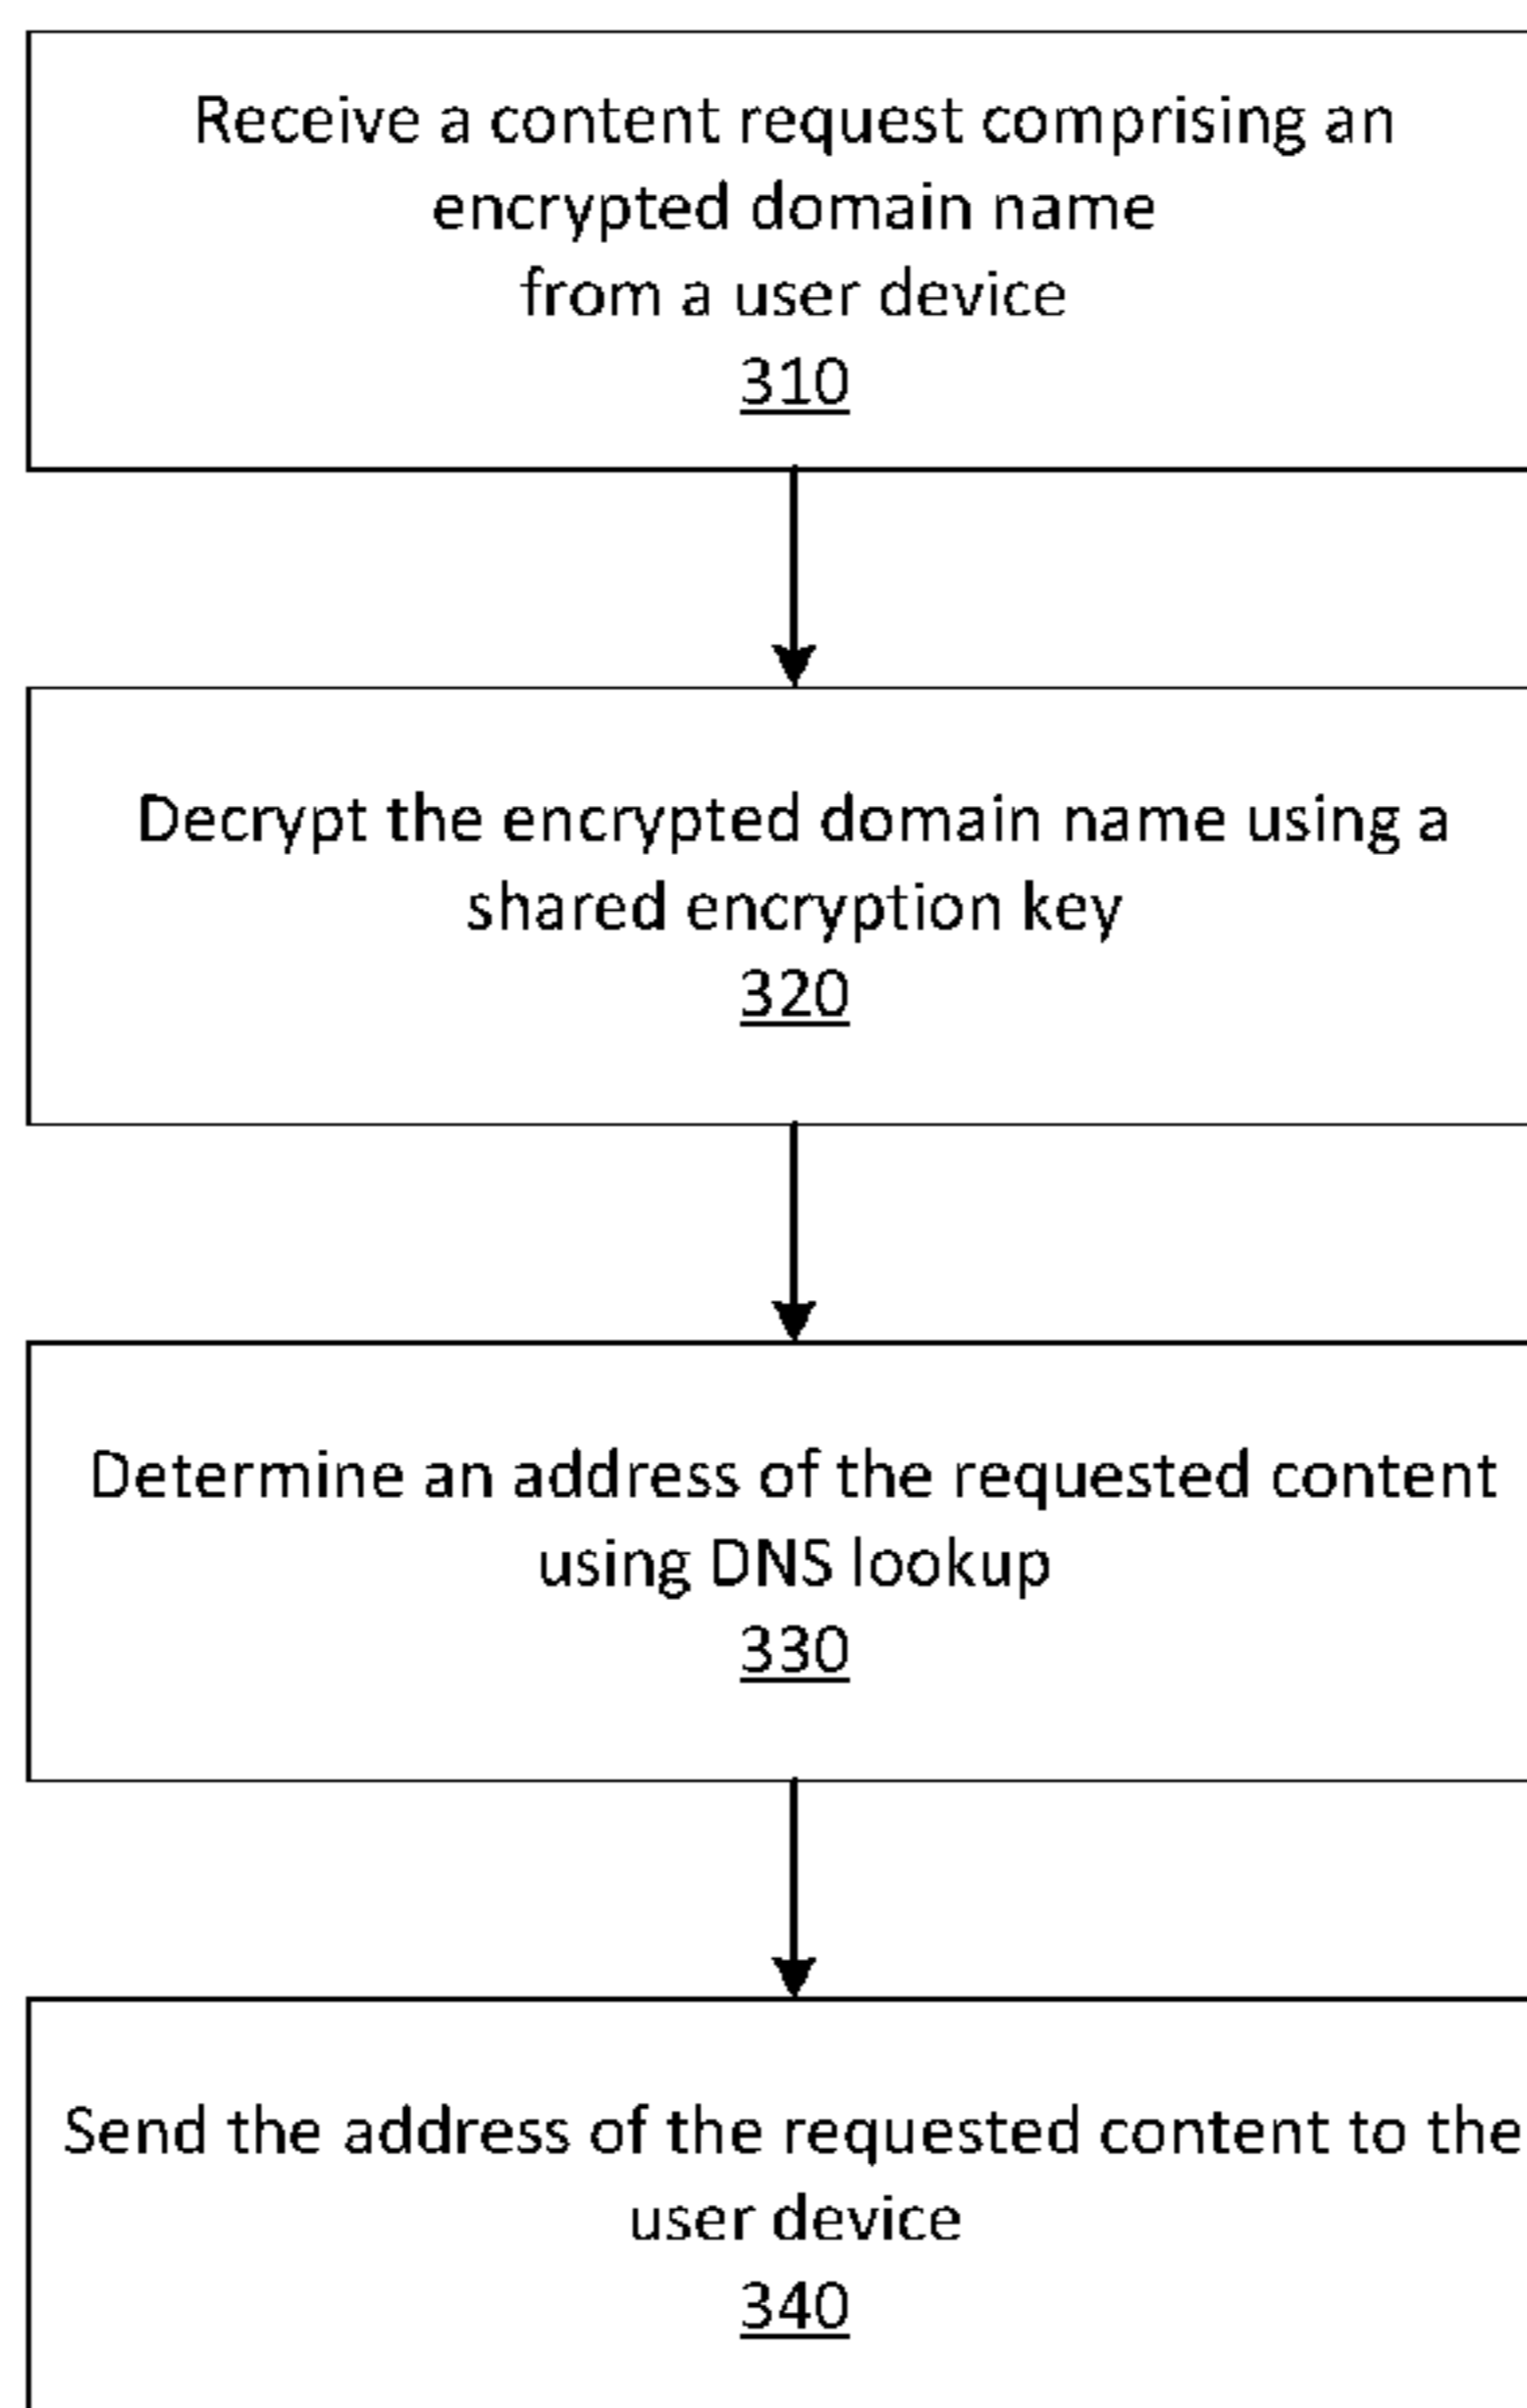 Receive a content request comprising an
encrypted domain name
from a user device
310
Decrypt the encrypted domain name using a
shared encryption key
320
Determine an address of the requested content
using DNS lookup
330
Send the address of the requested content to the
user device
340